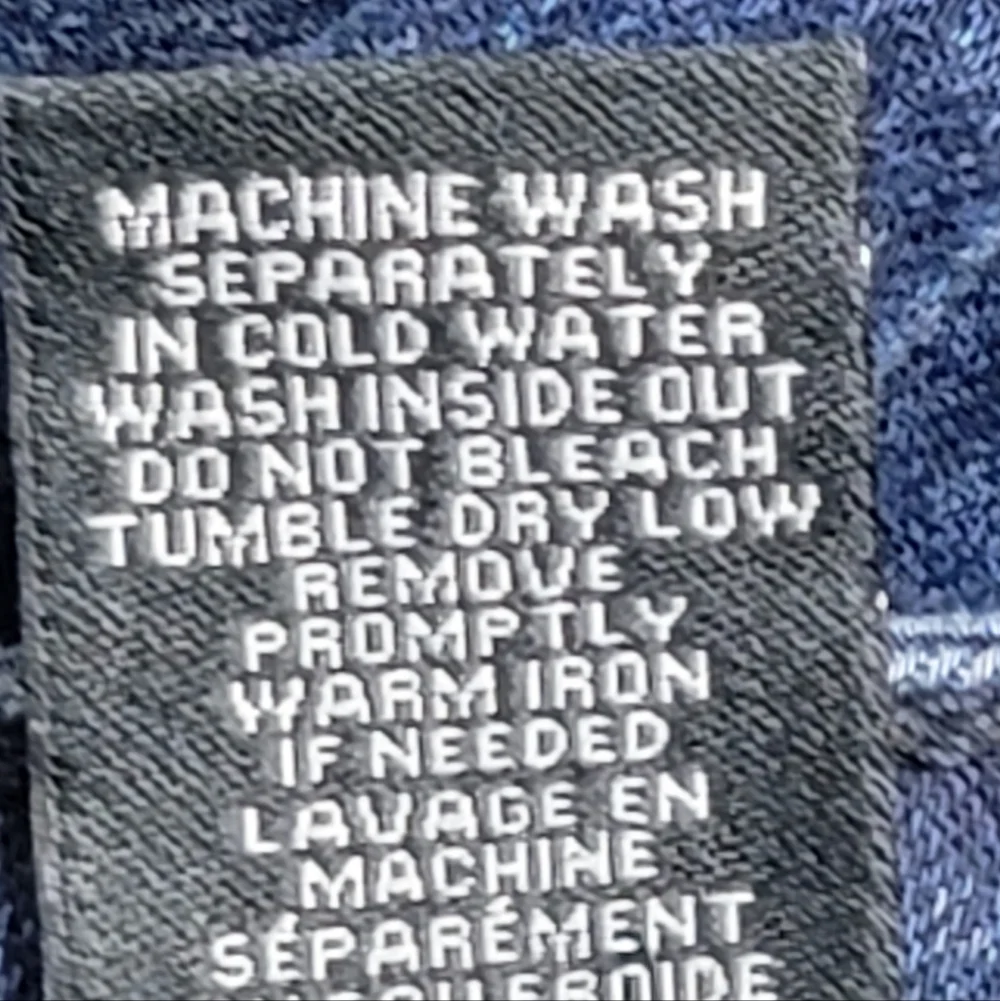 MACHINE WASH
SEPARATELY
IN COLD WATER
WASH INSIDE OUT
DO NOT BLEACH
TUMBLE DRY LOW
REMOVE
PROMPTLY
WARM IRON
IF NEEDED
LAVAGE EN
MACHINE
SÉPARÉMENT